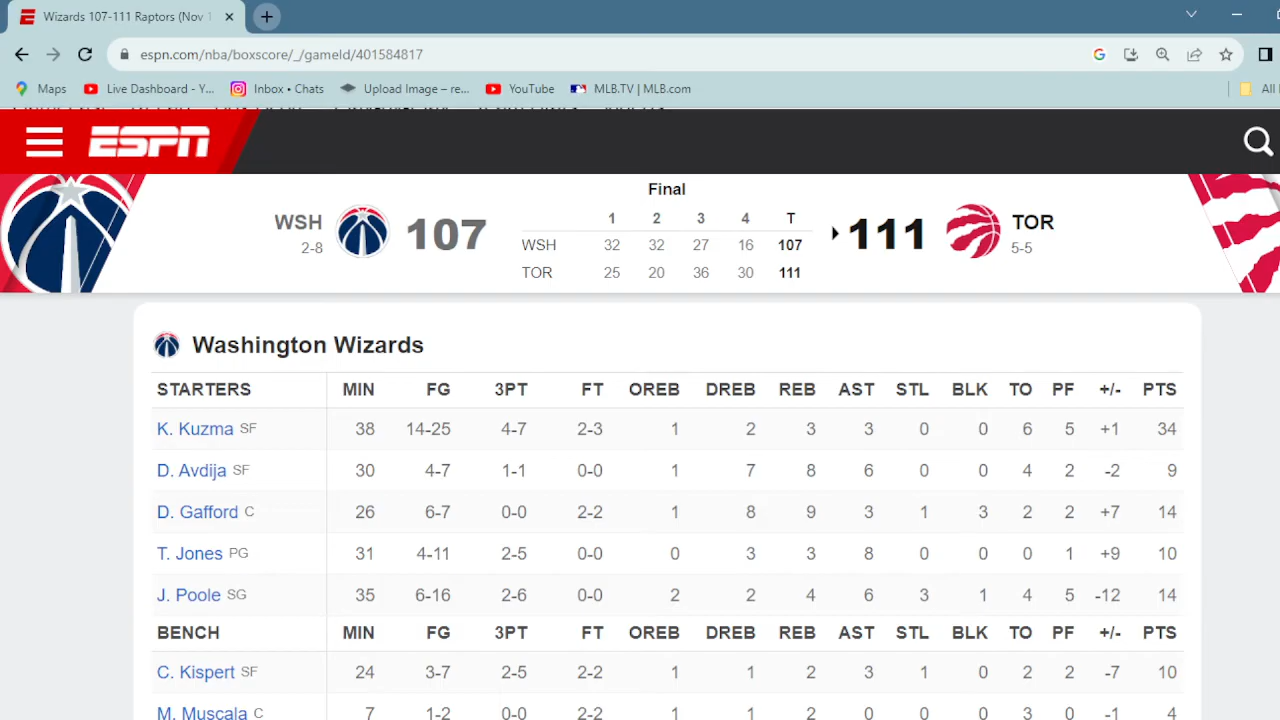 Wizards 107-111 Raptors (Nov 1
espn.com/nba/boxscore/_/gameId/401584817
Maps Live Dashboard - Y... Inbox • Chats Upload Image – re... YouTube MLB.TV | MLB.com All
ESPN
Final
WSH 2-8 107
1 2 3 4 T
WSH 32 32 27 16 107
TOR 25 20 36 30 111
111 TOR 5-5
Washington Wizards
STARTERS MIN FG 3PT FT OREB DREB REB AST STL BLK TO PF +/- PTS
K. Kuzma SF 38 14-25 4-7 2-3 1 2 3 3 0 0 6 5 +1 34
D. Avdija SF 30 4-7 1-1 0-0 1 7 8 6 0 0 4 2 -2 9
D. Gafford C 26 6-7 0-0 2-2 1 8 9 3 1 3 2 2 +7 14
T. Jones PG 31 4-11 2-5 0-0 0 3 3 8 0 0 0 1 +9 10
J. Poole SG 35 6-16 2-6 0-0 2 2 4 6 3 1 4 5 -12 14
BENCH MIN FG 3PT FT OREB DREB REB AST STL BLK TO PF +/- PTS
C. Kispert SF 24 3-7 2-5 2-2 1 1 2 3 1 0 2 2 -7 10
M. Muscala C 7 1-2 0-0 2-2 1 1 2 0 0 0 3 0 -1 4